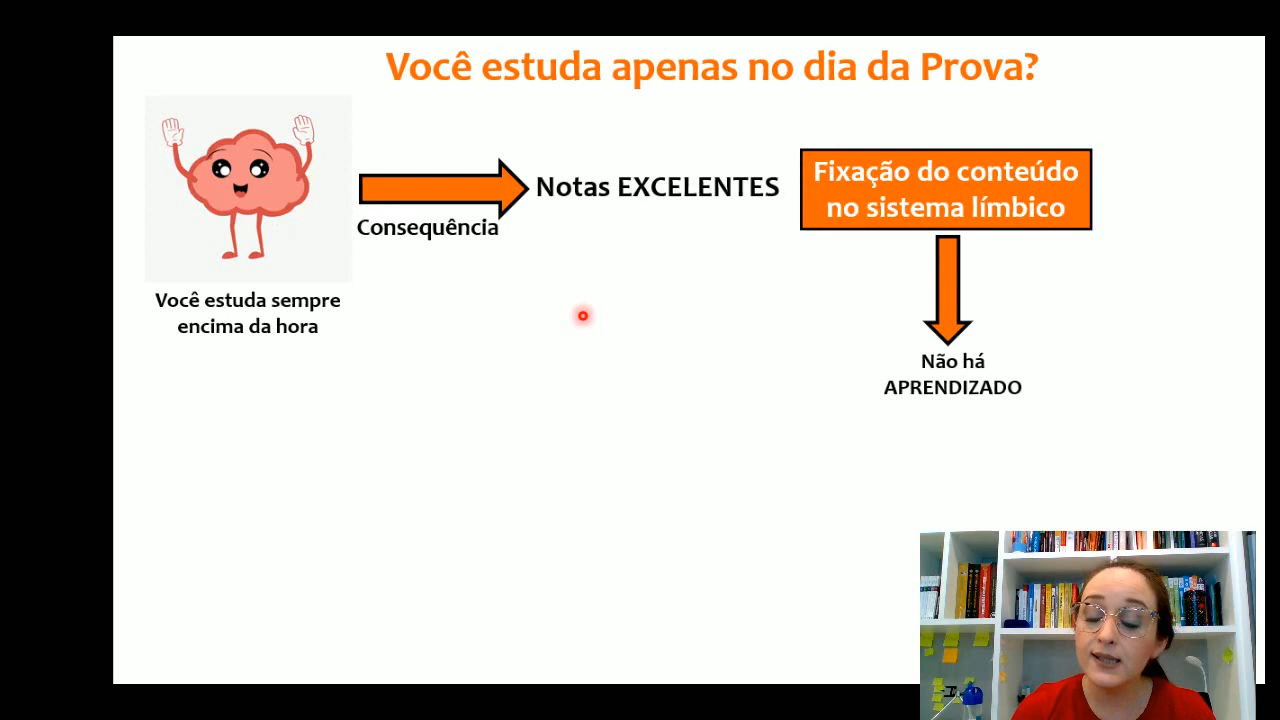 Você estuda apenas no dia da Prova?
Notas EXCELENTES
Consequência
Fixação do conteúdo
no sistema límbico
Você estuda sempre
encima da hora
Não há
APRENDIZADO